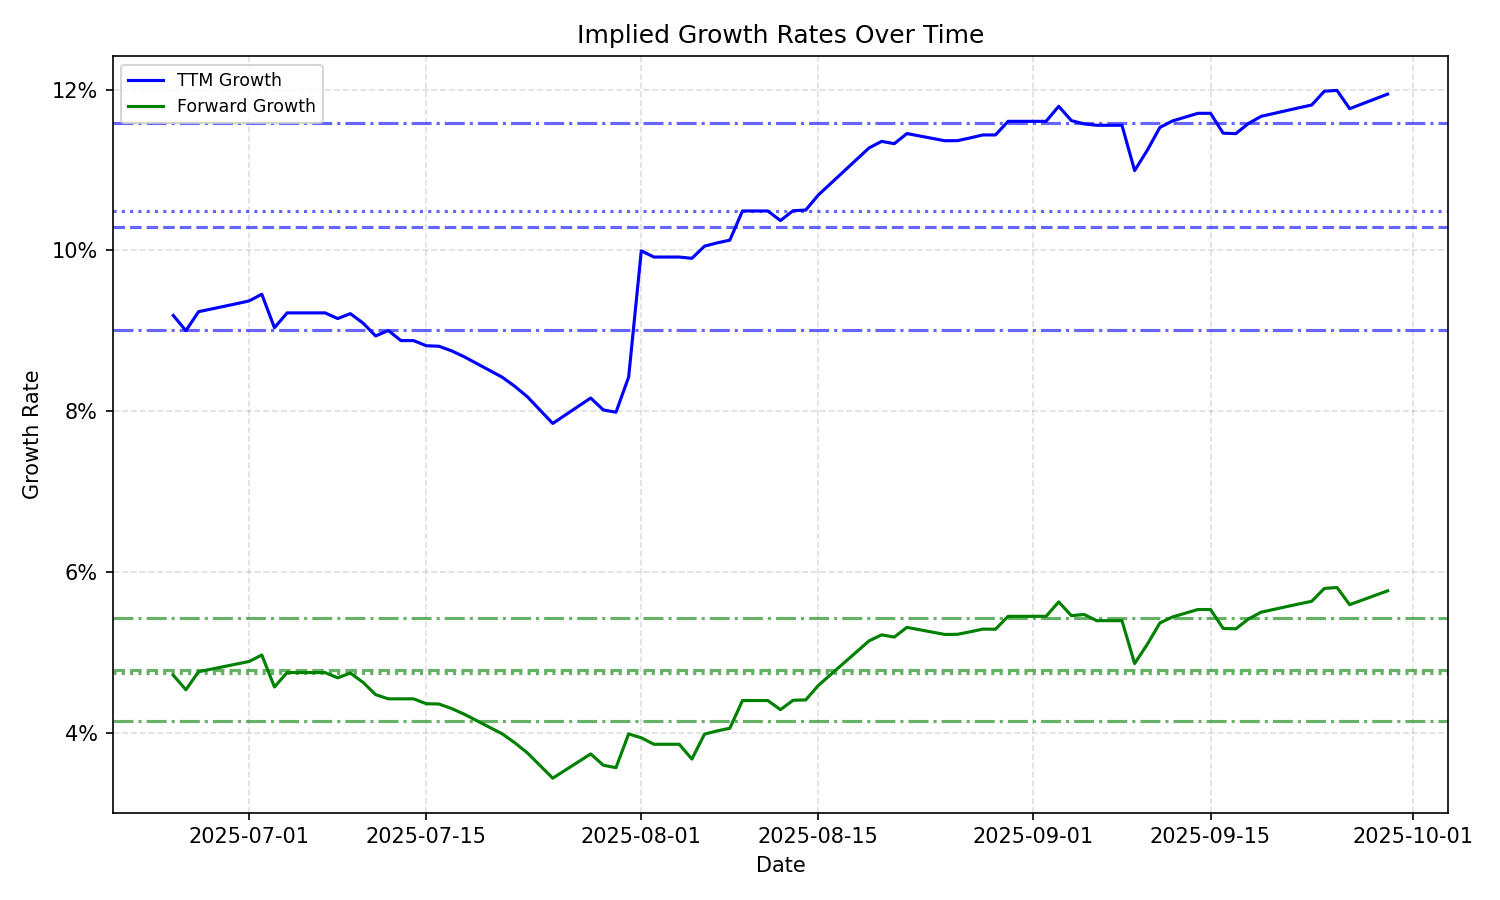 Implied Growth Rates Over Time
TTM Growth
Forward Growth
12%
10%
8%
6%
4%
Growth Rate
2025-07-01
2025-07-15
2025-08-01
2025-08-15
2025-09-01
2025-09-15
2025-10-01
Date